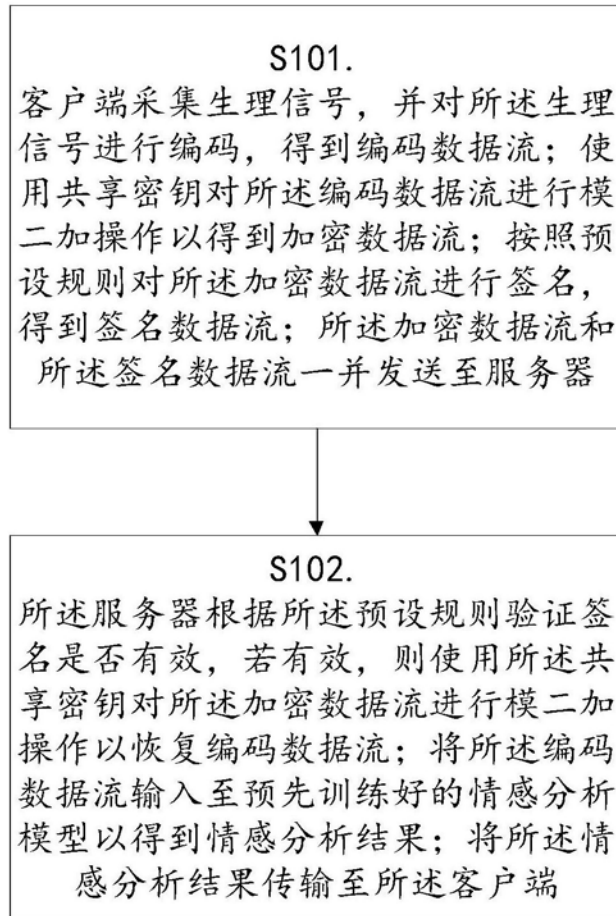 S101.
客户端采集生理信号，并对所述生理
信号进行编码，得到编码数据流；使
用共享密钥对所述编码数据流进行模
二加操作以得到加密数据流；按照预
设规则对所述加密数据流进行签名，
得到签名数据流；所述加密数据流和
所述签名数据流一并发送至服务器
S102.
所述服务器根据所述预设规则验证签
名是否有效，若有效，则使用所述共
享密钥对所述加密数据流进行模二加
操作以恢复编码数据流；将所述编码
数据流输入至预先训练好的情感分析
模型以得到情感分析结果；将所述情
感分析结果传输至所述客户端